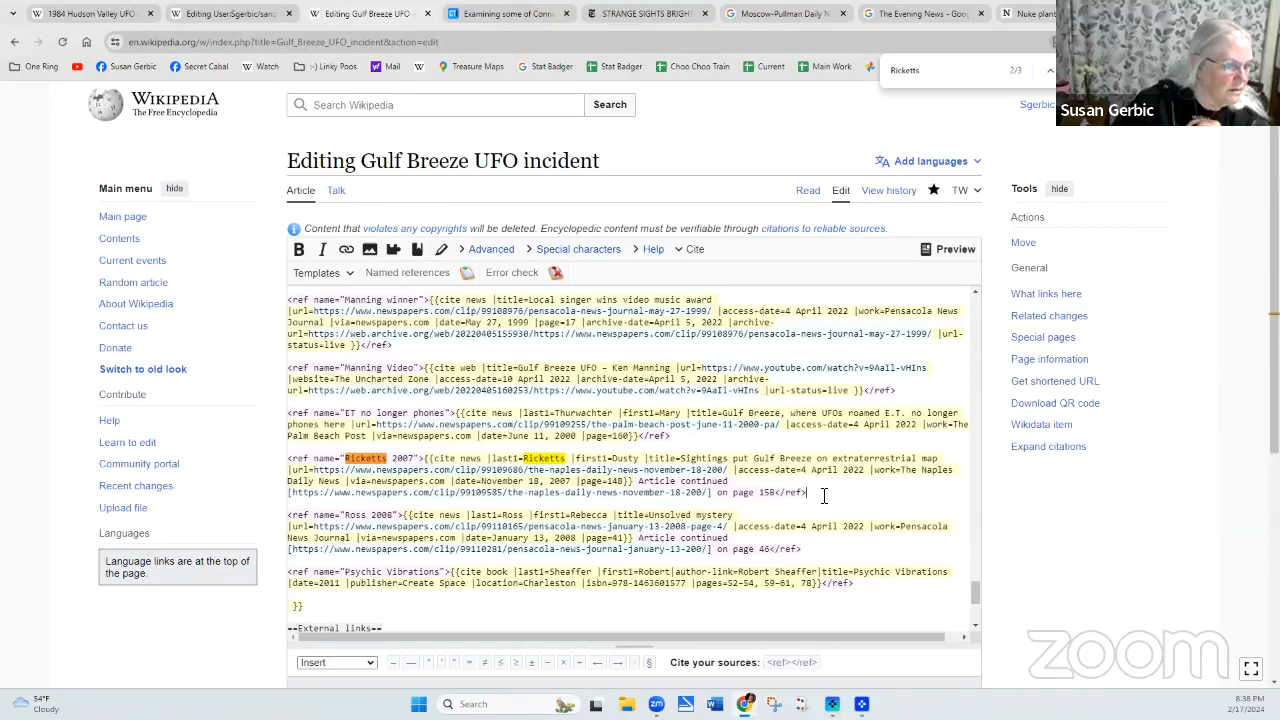 1984 Hudson Valley UFO
Editing UserSgerbic/sand
Editing Gulf Breeze UFO
Examining some of Connect
STRANGE SIGHTS BRIGHT
Moscow-Pullman Daily N
The Evening News - Goog
Nuke plant
en.wikipedia.org/w/index.php?title=Gulf_Breeze_UFO_incident&action=edit
One Ring
Susan Gerbic
Secret Cabal
Watch
:-) Linky Poo
Mail
Treasure Maps
Stat Badger
Stat Badger
Choo Choo Train
Current
Main Work
Ricketts 2/3
Susan Gerbic
WIKIPEDIA
The Free Encyclopedia
Search Wikipedia
Search
Sgerbic
Editing Gulf Breeze UFO incident
Add languages
Main menu hide
Article Talk
Read Edit View history TW
Tools hide
Main page
Contents
Current events
Random article
About Wikipedia
Contact us
Donate
Switch to old look
Contribute
Help
Learn to edit
Community portal
Recent changes
Upload file
Languages
Language links are at the top of
the page.
Content that violates any copyrights will be deleted. Encyclopedic content must be verifiable through citations to reliable sources.
B I Advanced Special characters Help Cite Preview
Templates Named references Error check
<ref name="Manning winner">{{cite news |title=Local singer wins video music award
|url=https://www.newspapers.com/clip/99108976/pensacola-news-journal-may-27-1999/ |access-date=4 April 2022 |work=Pensacola News
Journal |via=newspapers.com |date=May 27, 1999 |page=17 |archive-date=April 5, 2022 |archive-
url=https://web.archive.org/web/20220405155930/https://www.newspapers.com/clip/99108976/pensacola-news-journal-may-27-1999/ |url-
status=live }}</ref>
<ref name="Manning Video">{{cite web |title=Gulf Breeze UFO – Ken Manning |url=https://www.youtube.com/watch?v=9AaIl-vHIns
|website=The Uncharted Zone |access-date=10 April 2022 |archive-date=April 5, 2022 |archive-
url=https://web.archive.org/web/20220405160253/https://www.youtube.com/watch?v=9AaIl-vHIns |url-status=live }}</ref>
<ref name="ET no longer phones">{{cite news |last1=Thurwachter |first1=Mary |title=Gulf Breeze, where UFOs roamed E.T. no longer
phones here |url=https://www.newspapers.com/clip/99109255/the-palm-beach-post-june-11-2000-pa/ |access-date=4 April 2022 |work=The
Palm Beach Post |via=newspapers.com |date=June 11, 2000 |page=160}}</ref>
<ref name="Ricketts 2007">{{cite news |last1=Ricketts |first1=Dusty |title=Sightings put Gulf Breeze on extraterrestrial map
|url=https://www.newspapers.com/clip/99109686/the-naples-daily-news-november-18-200/ |access-date=4 April 2022 |work=The Naples
Daily News |via=newspapers.com |date=November 18, 2007 |page=14B}} Article continued
[https://www.newspapers.com/clip/99109585/the-naples-daily-news-november-18-200/] on page 15B</ref>
<ref name="Ross 2008">{{cite news |last1=Ross |first1=Rebecca |title=Unsolved mystery
|url=https://www.newspapers.com/clip/99110165/pensacola-news-january-13-2008-page-4/ |access-date=4 April 2022 |work=Pensacola
News Journal |via=newspapers.com |date=January 13, 2008 |page=41}} Article continued
[https://www.newspapers.com/clip/99110281/pensacola-news-journal-january-13-200/] on page 46</ref>
<ref name="Psychic Vibrations">{{cite book |last1=Sheaffer |first1=Robert|author-link=Robert Sheaffer|title=Psychic Vibrations
|date=2011 |publisher=Create Space |location=Charleston |isbn=978-1463601577 |pages=52-54, 59-61, 78}}</ref>
}}
==External links==
Insert
– — ° ′ ″ ≈ ≠ ≤ ≥ ± − × ÷ ← → · §
Cite your sources: <ref></ref>
Actions
Move
General
What links here
Related changes
Special pages
Page information
Get shortened URL
Download QR code
Wikidata item
Expand citations
zoom
54°F
Cloudy
Search
8:38 PM
2/17/2024